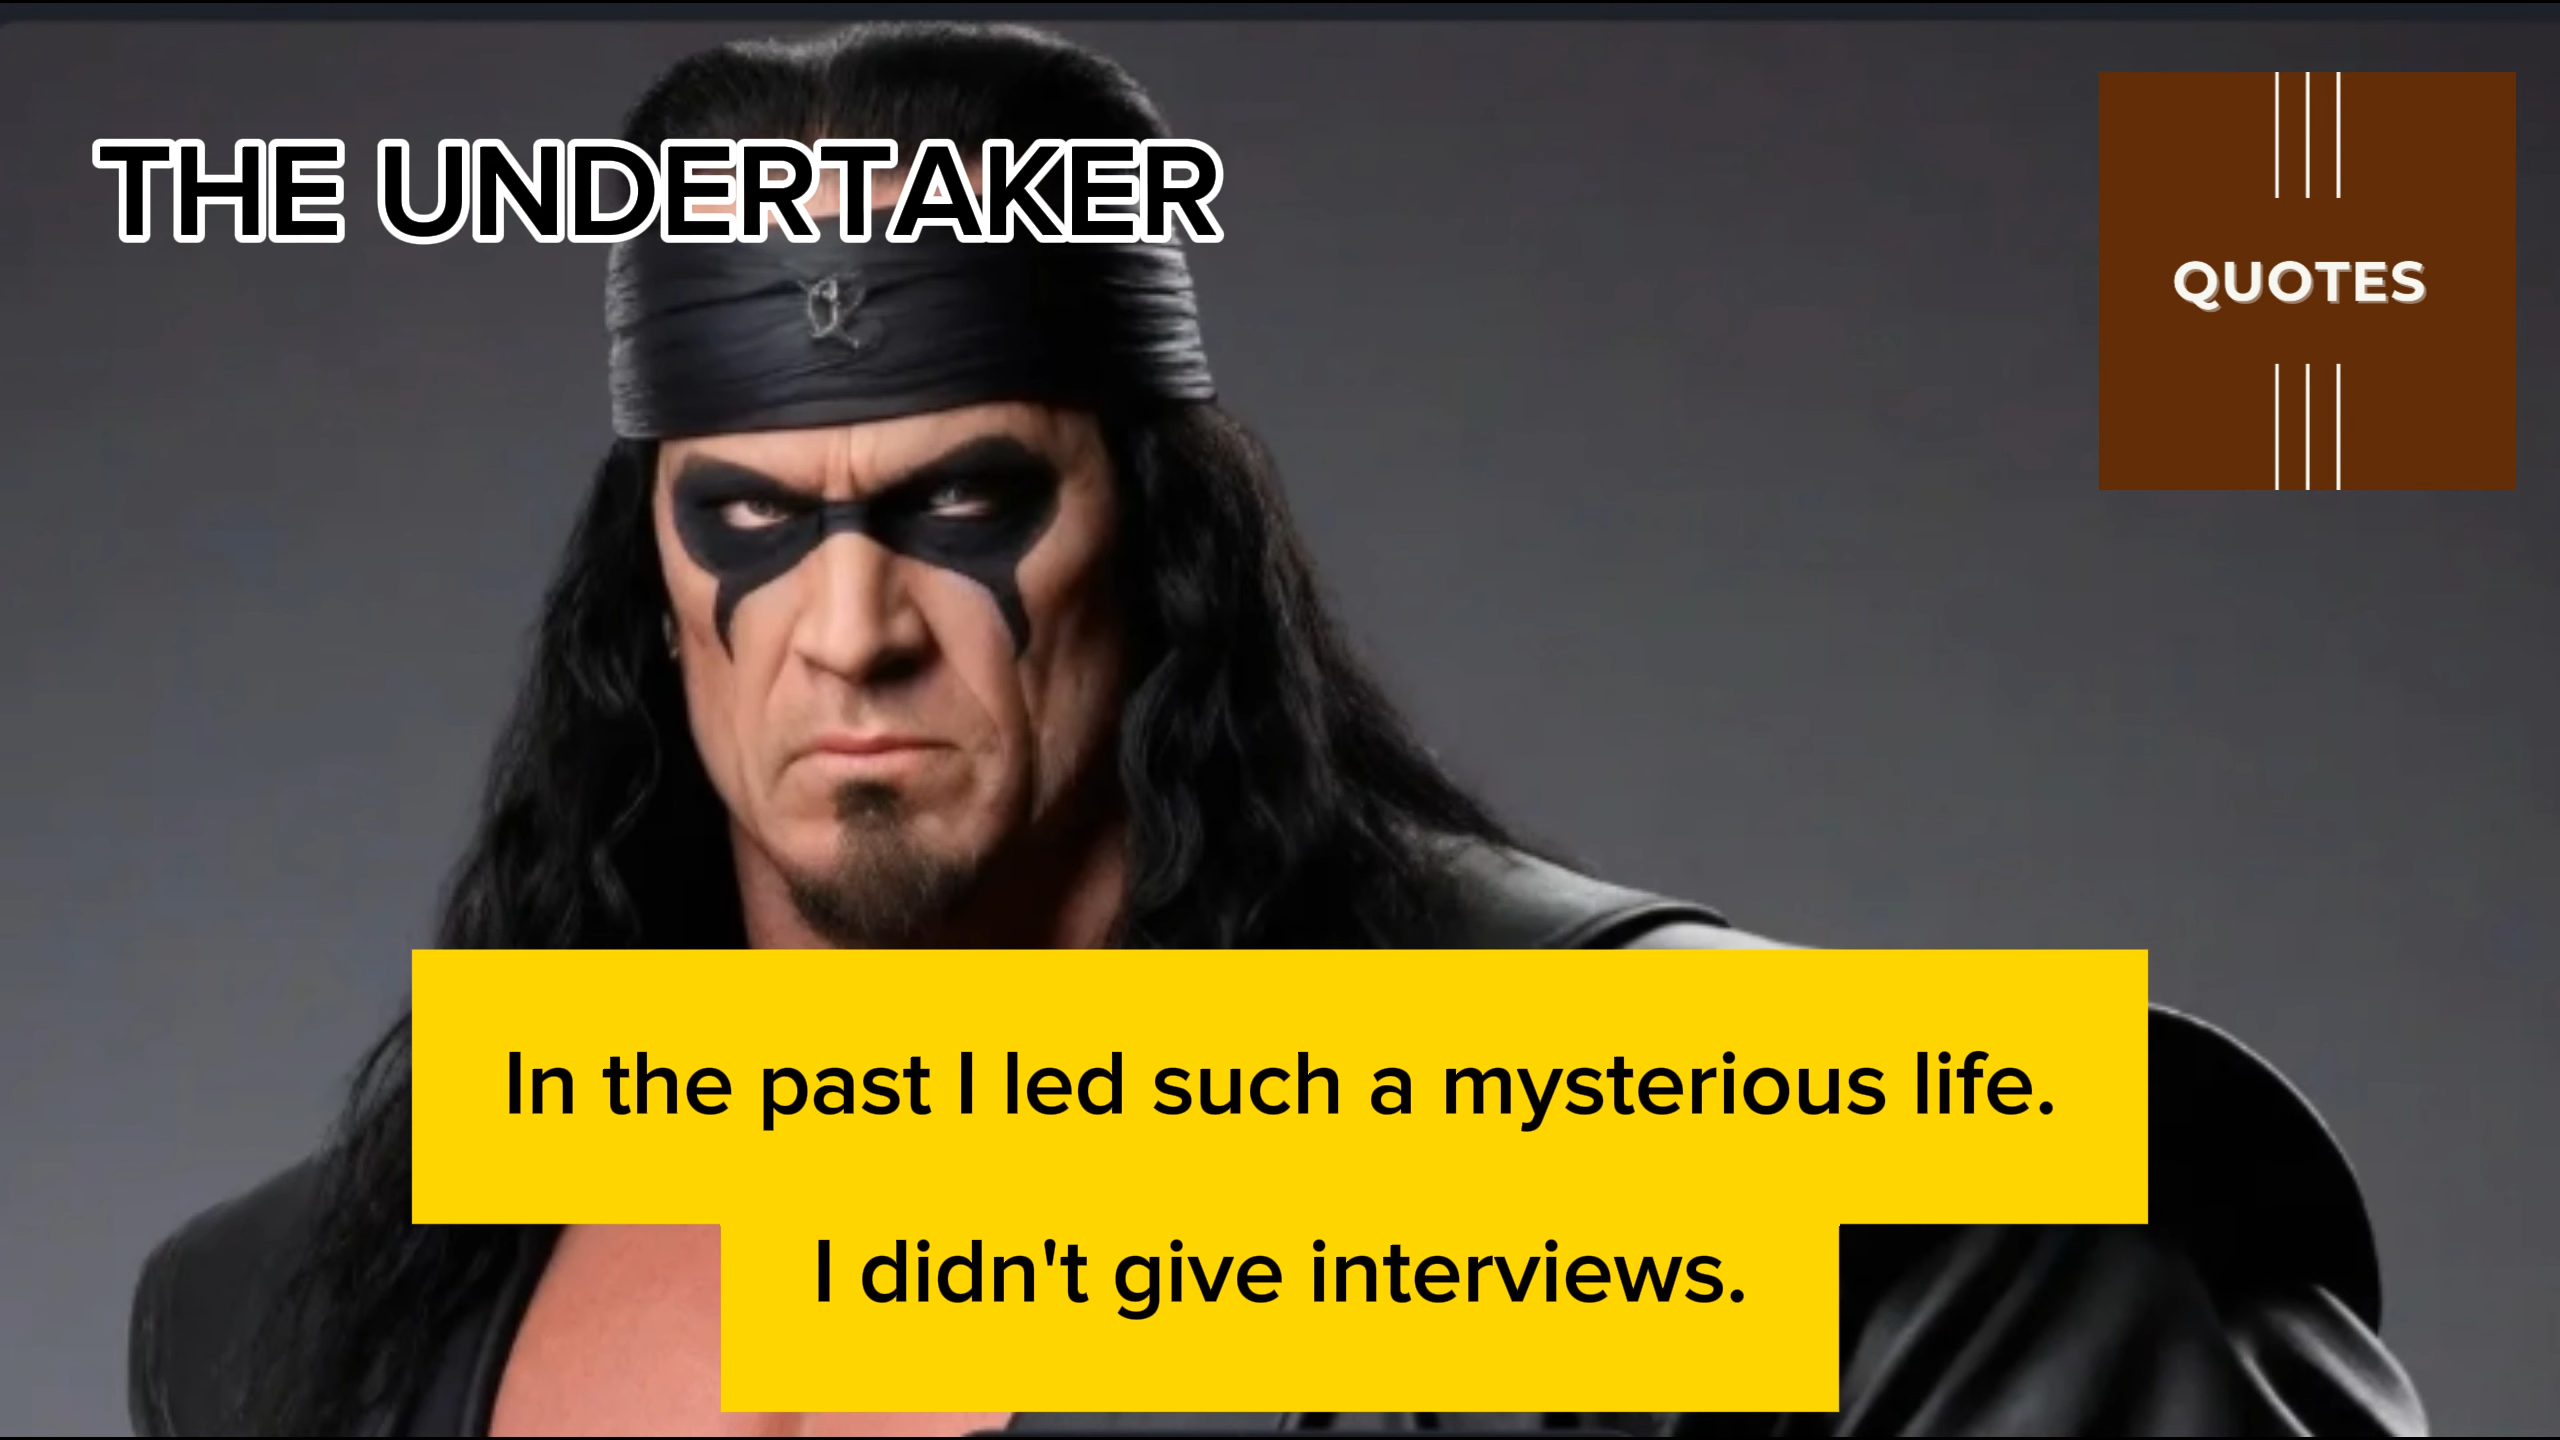 THE UNDERTAKER
QUOTES
In the past I led such a mysterious life.
I didn't give interviews.